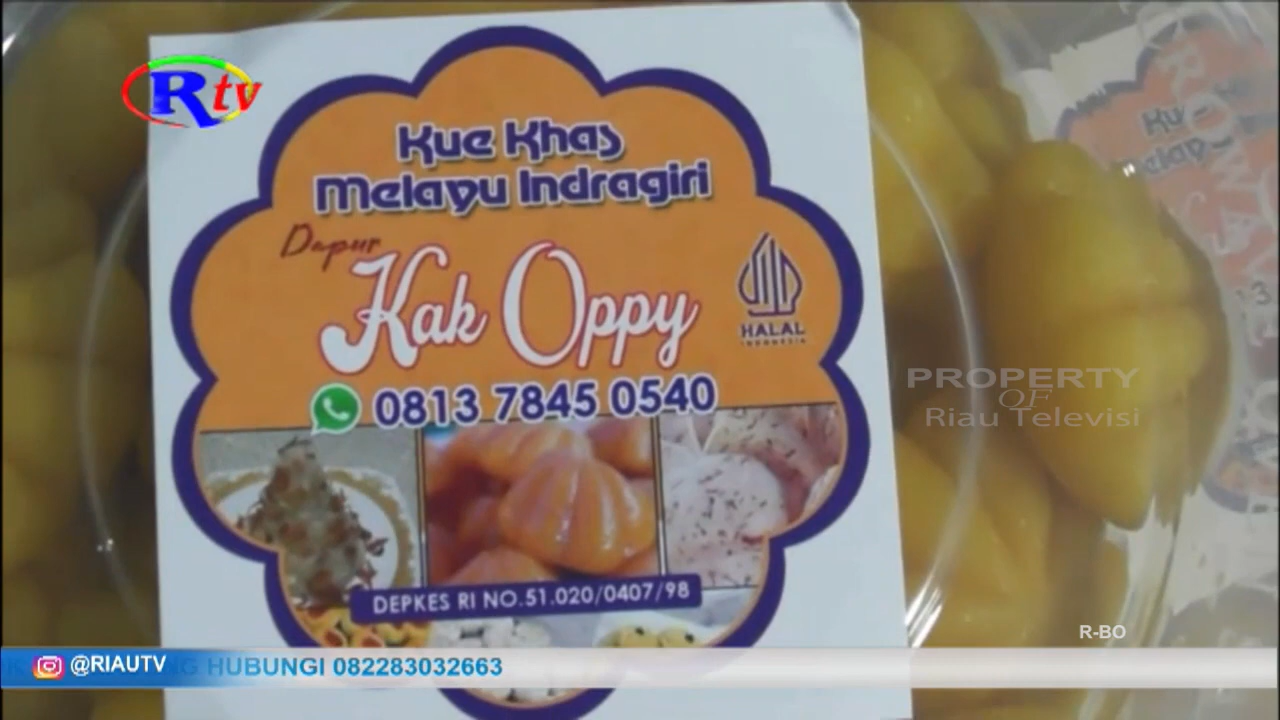 Rtv
Kue Khas
Melayu Indragiri
Dapur
Kak Oppy
HALAL
INDONESIA
0813 7845 0540
DEPKES RI NO.51.020/0407/98
PROPERTY
OF
Riau Televisi
R-BO
@RIAUTV
HUBUNGI 082283032663